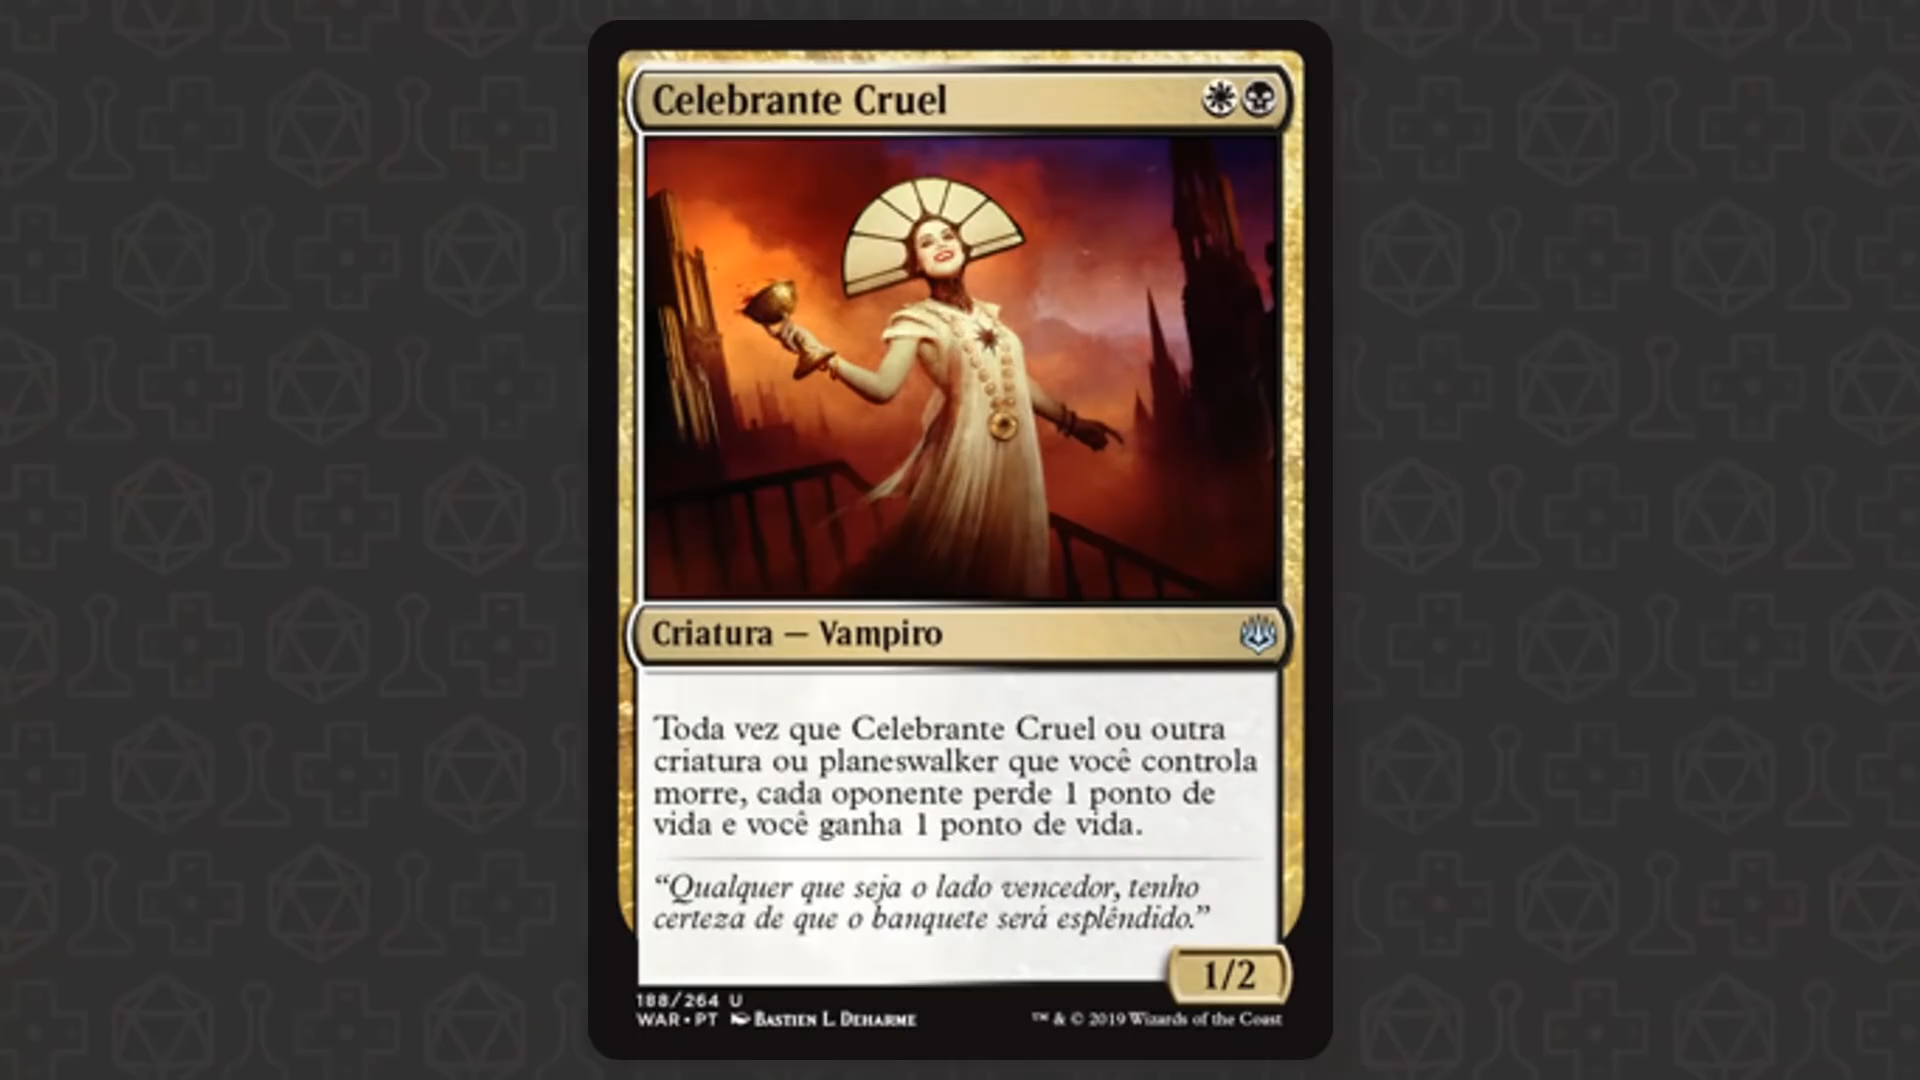 Celebrante Cruel
Criatura — Vampiro
Toda vez que Celebrante Cruel ou outra
criatura ou planeswalker que você controla
morre, cada oponente perde 1 ponto de
vida e você ganha 1 ponto de vida.
“Qualquer que seja o lado vencedor, tenho
certeza de que o banquete será esplêndido.”
1/2
188/264 U
WAR • PT Bastien L. Deharme
™ & © 2019 Wizards of the Coast